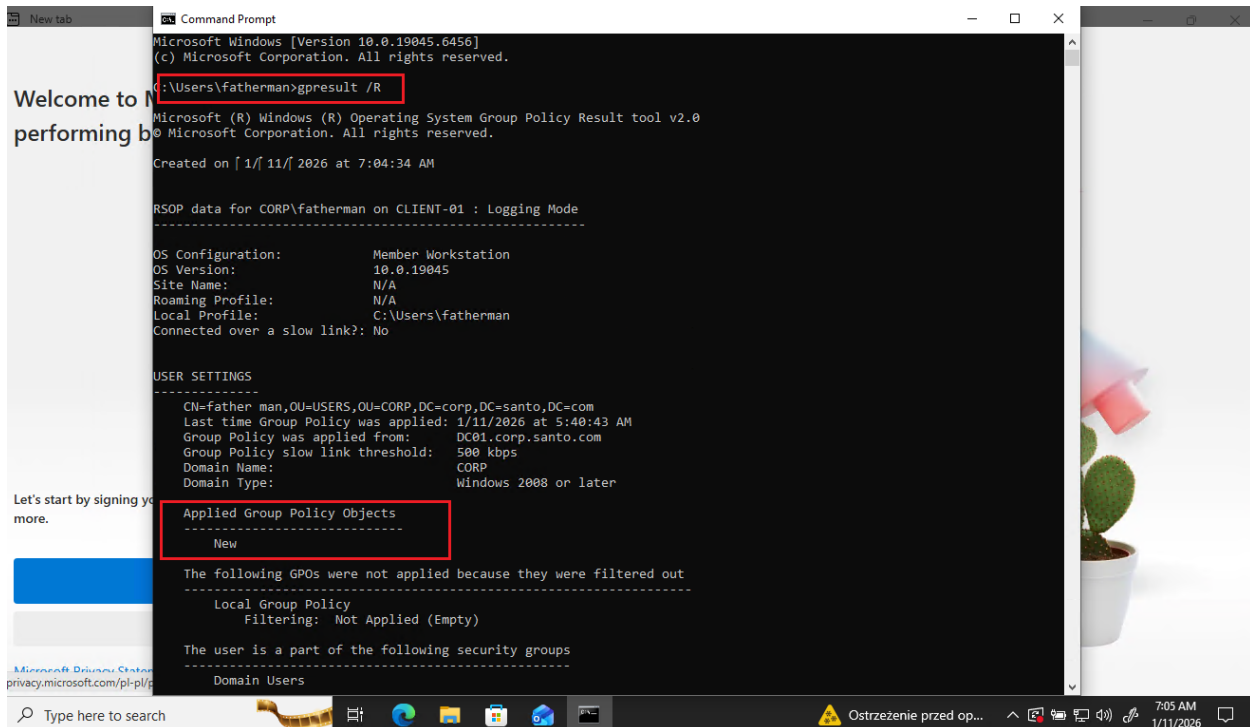 New tab
Command Prompt
Microsoft Windows [Version 10.0.19045.6456]
(c) Microsoft Corporation. All rights reserved.
C:\Users\fatherman>gpresult /R
Microsoft (R) Windows (R) Operating System Group Policy Result tool v2.0
© Microsoft Corporation. All rights reserved.
Created on 1/ 11/ 2026 at 7:04:34 AM
RSOP data for CORP\fatherman on CLIENT-01 : Logging Mode
---------------------------------------------------------
OS Configuration: Member Workstation
OS Version: 10.0.19045
Site Name: N/A
Roaming Profile: N/A
Local Profile: C:\Users\fatherman
Connected over a slow link?: No
USER SETTINGS
--------------
CN=father man,OU=USERS,OU=CORP,DC=corp,DC=santo,DC=com
Last time Group Policy was applied: 1/11/2026 at 5:40:43 AM
Group Policy was applied from: DC01.corp.santo.com
Group Policy slow link threshold: 500 kbps
Domain Name: CORP
Domain Type: Windows 2008 or later
Applied Group Policy Objects
-----------------------------
New
The following GPOs were not applied because they were filtered out
-------------------------------------------------------------------
Local Group Policy
Filtering: Not Applied (Empty)
The user is a part of the following security groups
---------------------------------------------------
Domain Users
Welcome to
performing
Let's start by signing
more.
Microsoft Privacy
privacy.microsoft.com/pl-pl/p
Type here to search
Ostrzeżenie przed op...
7:05 AM
1/11/2026